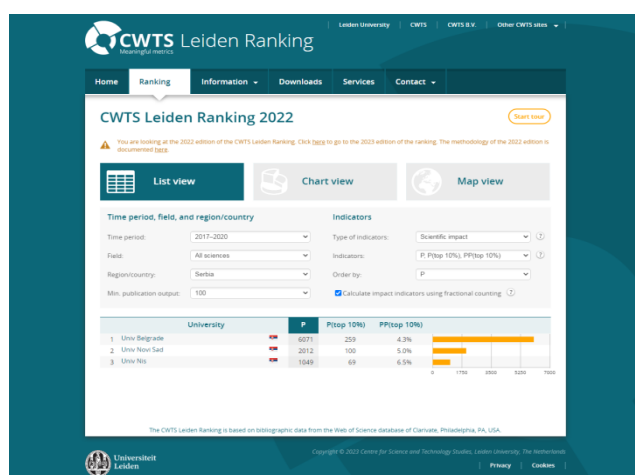 Leiden University | CWTS | CWTS B.V. | Other CWTS sites
CWTS Leiden Ranking
Meaningful metrics
Home Ranking Information Downloads Services Contact
CWTS Leiden Ranking 2022
Start tour
You are looking at the 2022 edition of the CWTS Leiden Ranking. Click here to go to the 2023 edition of the ranking. The methodology of the 2022 edition is
documented here.
List view Chart view Map view
Time period, field, and region/country Indicators
Time period: 2017–2020 Type of indicators: Scientific impact ?
Field: All sciences Indicators: P, P(top 10%), PP(top 10%) ?
Region/country: Serbia Order by: P
Min. publication output: 100 Calculate impact indicators using fractional counting ?
University P P(top 10%) PP(top 10%)
1 Univ Belgrade 6071 259 4.3%
2 Univ Novi Sad 2012 100 5.0%
3 Univ Nis 1049 69 6.5%
0 1750 3500 5250 7000
The CWTS Leiden Ranking is based on bibliographic data from the Web of Science database of Clarivate, Philadelphia, PA, USA.
Copyright © 2023 Centre for Science and Technology Studies, Leiden University, The Netherlands
Universiteit
Leiden
| Privacy | Cookies